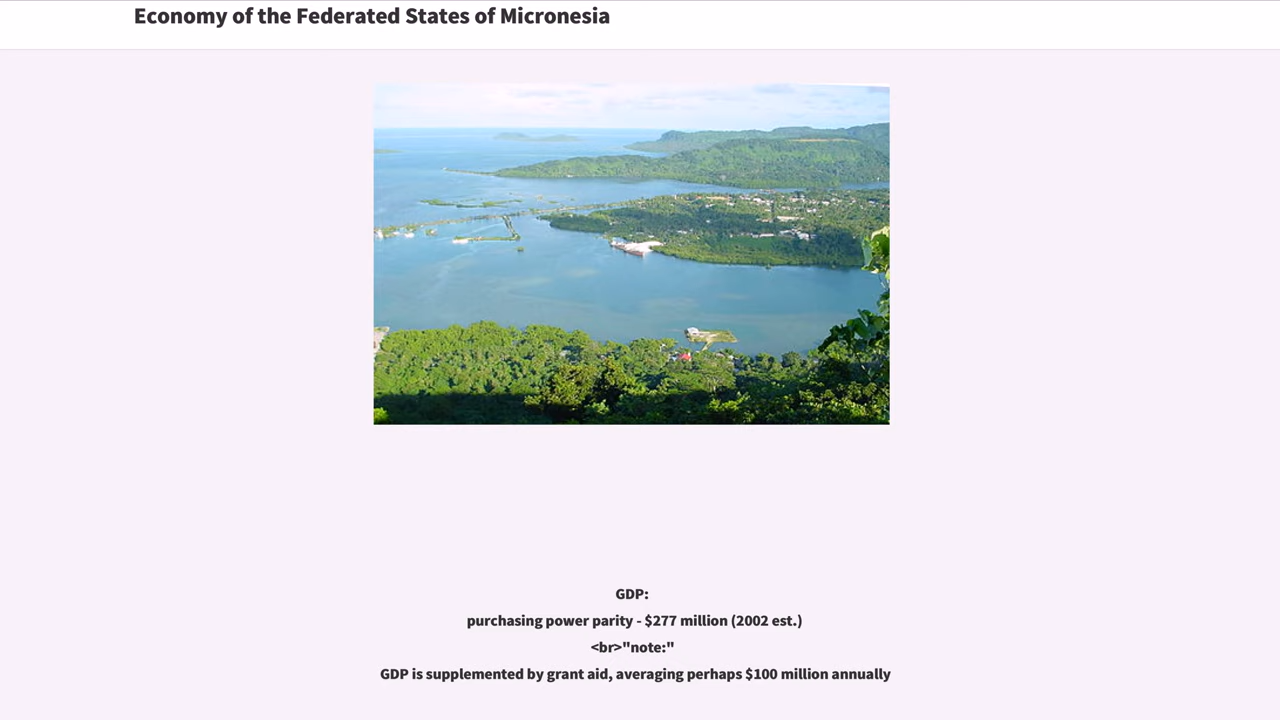 Economy of the Federated States of Micronesia
GDP:
purchasing power parity - $277 million (2002 est.)
<br>"note:"
GDP is supplemented by grant aid, averaging perhaps $100 million annually